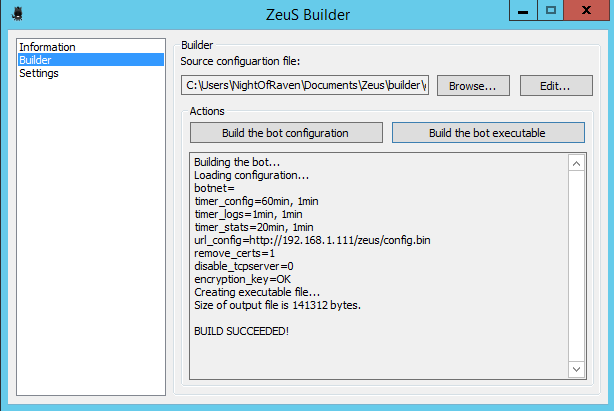 ZeuS Builder
Information
Builder
Settings
Builder
Source configuartion file:
C:\Users\NightOfRaven\Documents\Zeus\builder\
Browse...
Edit...
Actions
Build the bot configuration
Build the bot executable
Building the bot...
Loading configuration...
botnet=
timer_config=60min, 1min
timer_logs=1min, 1min
timer_stats=20min, 1min
url_config=http://192.168.1.111/zeus/config.bin
remove_certs=1
disable_tcpserver=0
encryption_key=OK
Creating executable file...
Size of output file is 141312 bytes.
BUILD SUCCEEDED!